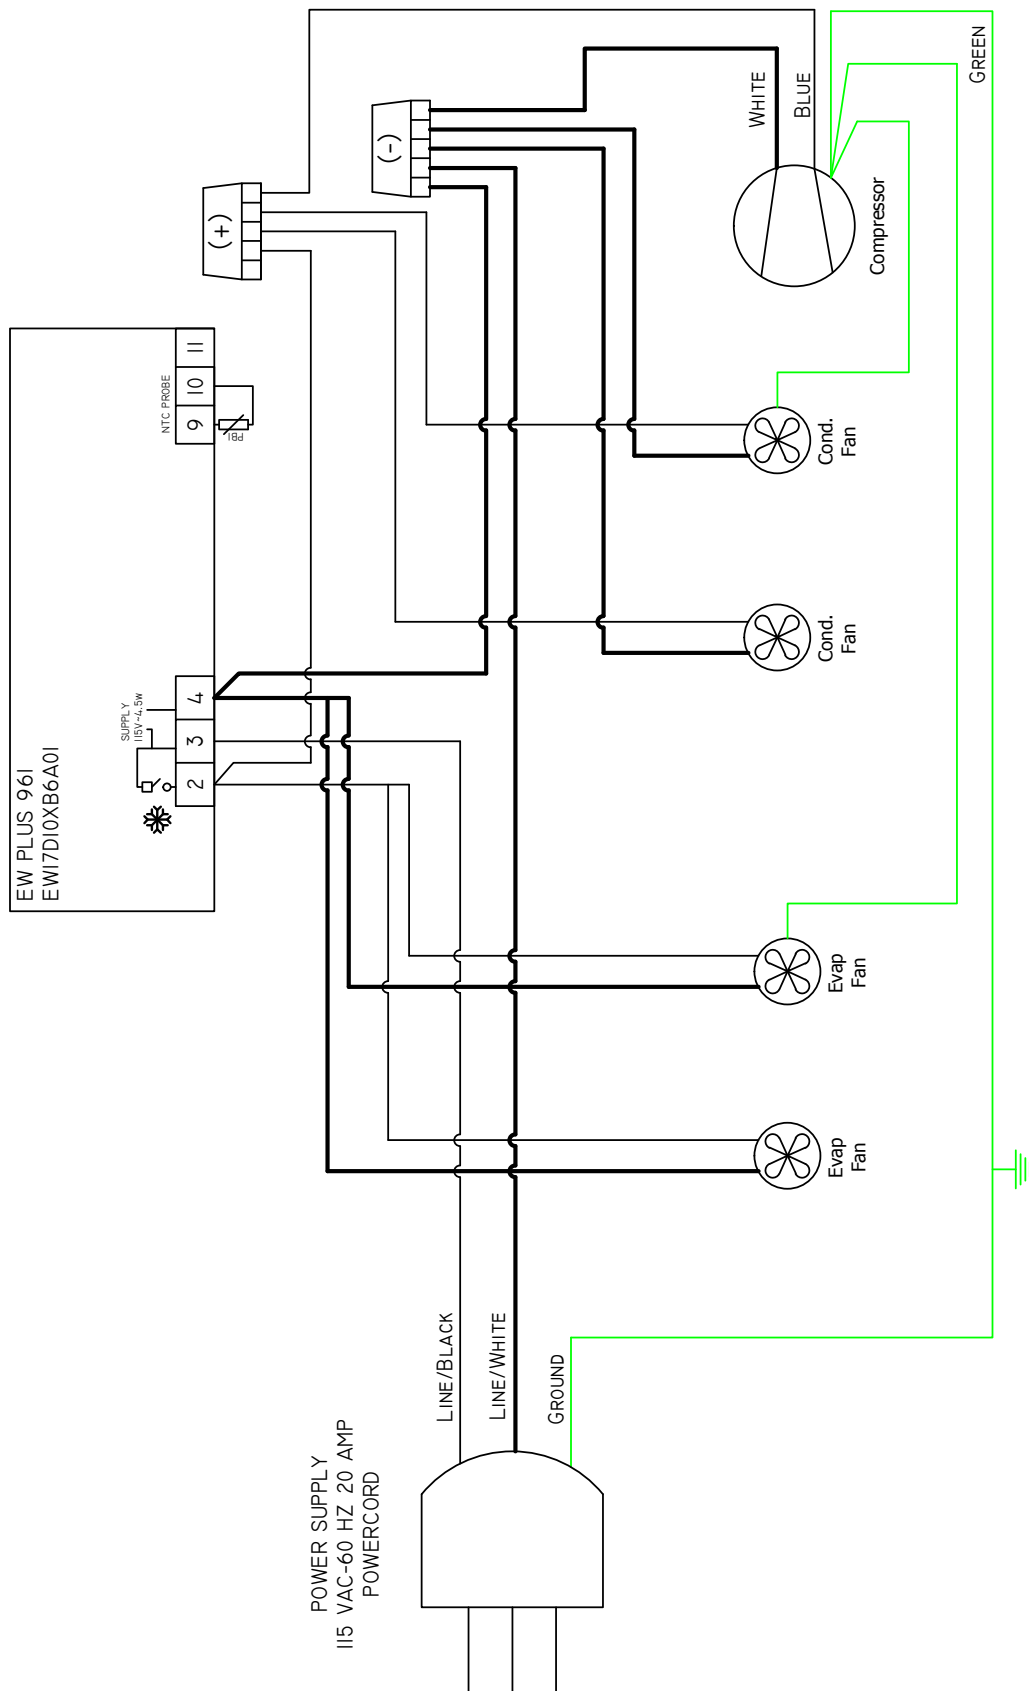 EW PLUS 961
EW17D10XB6A01
SUPPLY
115V~4.5W
2
3
4
NTC PROBE
9
10
11
PB1
(+)
(-)
WHITE
BLUE
GREEN
Compressor
Cond.
Fan
Cond.
Fan
Evap
Fan
Evap
Fan
LINE/BLACK
LINE/WHITE
GROUND
POWER SUPPLY
115 VAC-60 HZ 20 AMP
POWERCORD